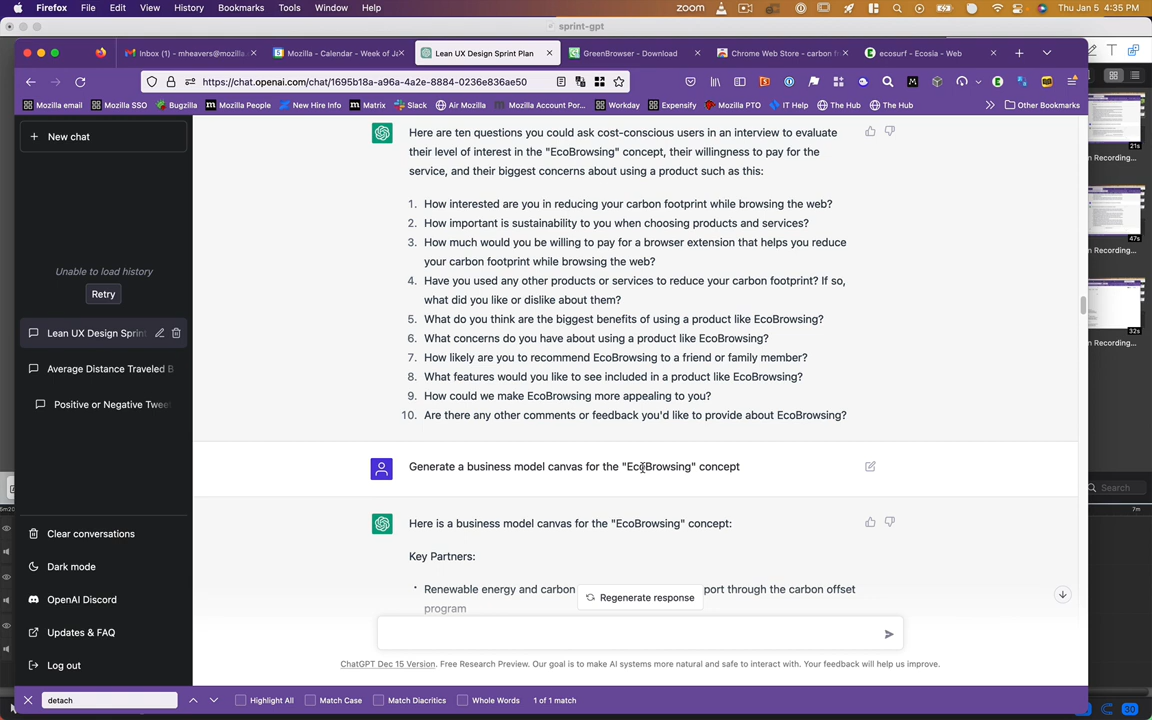 Firefox File Edit View History Bookmarks Tools Window Help
zoom
Thu Jan 5 4:35 PM
sprint-gpt
Inbox (1) - mheavers@mozilla
Mozilla - Calendar - Week of Ja
Lean UX Design Sprint Plan
GreenBrowser - Download
Chrome Web Store - carbon f
ecosurf - Ecosia - Web
https://chat.openai.com/chat/1695b18a-a96a-4a2e-8884-0236e836ae50
Mozilla email Mozilla SSO Bugzilla Mozilla People New Hire Info Matrix Slack Air Mozilla Mozilla Account Por... Workday Expensify Mozilla PTO IT Help The Hub The Hub Other Bookmarks
New chat
Unable to load history
Retry
Lean UX Design Sprint
Average Distance Traveled B
Positive or Negative Twee
Clear conversations
Dark mode
OpenAI Discord
Updates & FAQ
Log out
Here are ten questions you could ask cost-conscious users in an interview to evaluate
their level of interest in the "EcoBrowsing" concept, their willingness to pay for the
service, and their biggest concerns about using a product such as this:
1. How interested are you in reducing your carbon footprint while browsing the web?
2. How important is sustainability to you when choosing products and services?
3. How much would you be willing to pay for a browser extension that helps you reduce
your carbon footprint while browsing the web?
4. Have you used any other products or services to reduce your carbon footprint? If so,
what did you like or dislike about them?
5. What do you think are the biggest benefits of using a product like EcoBrowsing?
6. What concerns do you have about using a product like EcoBrowsing?
7. How likely are you to recommend EcoBrowsing to a friend or family member?
8. What features would you like to see included in a product like EcoBrowsing?
9. How could we make EcoBrowsing more appealing to you?
10. Are there any other comments or feedback you'd like to provide about EcoBrowsing?
Generate a business model canvas for the "EcoBrowsing" concept
Here is a business model canvas for the "EcoBrowsing" concept:
Key Partners:
Renewable energy and carbon
port through the carbon offset
program
Regenerate response
ChatGPT Dec 15 Version. Free Research Preview. Our goal is to make AI systems more natural and safe to interact with. Your feedback will help us improve.
detach
Highlight All Match Case Match Diacritics Whole Words 1 of 1 match
21s
n Recording...
47s
n Recording...
32s
n Recording...
Search
7m
30